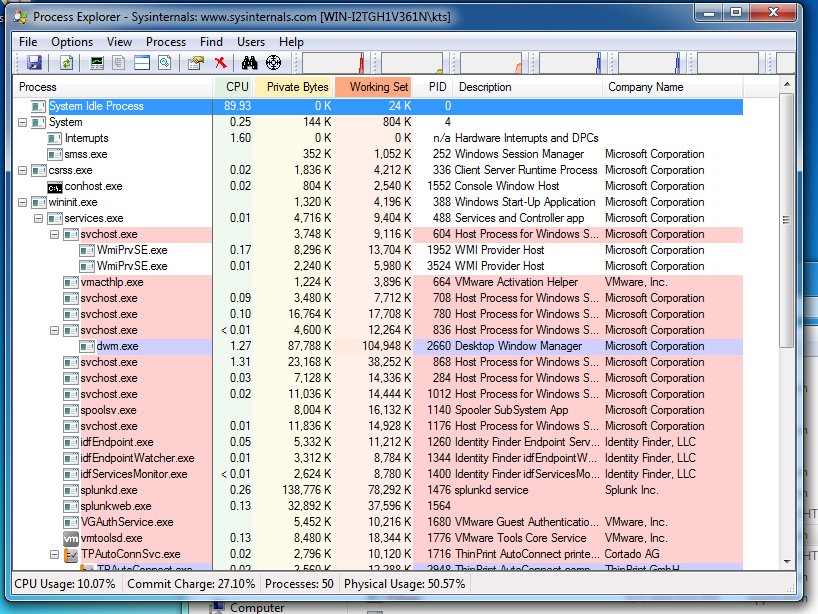 Process Explorer - Sysinternals: www.sysinternals.com [WIN-I2TGH1V361N\kts]
File Options View Process Find Users Help
Process CPU Private Bytes Working Set PID Description Company Name
System Idle Process 89.93 0 K 24 K 0
System 0.25 144 K 804 K 4
Interrupts 1.60 0 K 0 K n/a Hardware Interrupts and DPCs
smss.exe 352 K 1,052 K 252 Windows Session Manager Microsoft Corporation
csrss.exe 0.02 1,836 K 4,212 K 336 Client Server Runtime Process Microsoft Corporation
conhost.exe 0.02 804 K 2,540 K 1552 Console Window Host Microsoft Corporation
wininit.exe 1,320 K 4,196 K 388 Windows Start-Up Application Microsoft Corporation
services.exe 0.01 4,716 K 9,404 K 488 Services and Controller app Microsoft Corporation
svchost.exe 3,748 K 9,116 K 604 Host Process for Windows S... Microsoft Corporation
WmiPrvSE.exe 0.17 8,296 K 13,704 K 1952 WMI Provider Host Microsoft Corporation
WmiPrvSE.exe 0.01 2,240 K 5,980 K 3524 WMI Provider Host Microsoft Corporation
vmacthlp.exe 1,224 K 3,896 K 664 VMware Activation Helper VMware, Inc.
svchost.exe 0.09 3,480 K 7,712 K 708 Host Process for Windows S... Microsoft Corporation
svchost.exe 0.10 16,764 K 17,708 K 780 Host Process for Windows S... Microsoft Corporation
svchost.exe < 0.01 4,600 K 12,264 K 836 Host Process for Windows S... Microsoft Corporation
dwm.exe 1.27 87,788 K 104,948 K 2660 Desktop Window Manager Microsoft Corporation
svchost.exe 1.31 23,168 K 38,252 K 868 Host Process for Windows S... Microsoft Corporation
svchost.exe 0.03 7,128 K 14,336 K 284 Host Process for Windows S... Microsoft Corporation
svchost.exe 0.02 11,036 K 14,444 K 1012 Host Process for Windows S... Microsoft Corporation
spoolsv.exe 8,004 K 16,132 K 1140 Spooler SubSystem App Microsoft Corporation
svchost.exe 0.01 11,836 K 14,928 K 1176 Host Process for Windows S... Microsoft Corporation
idfEndpoint.exe 0.05 5,332 K 11,212 K 1260 Identity Finder Endpoint Serv... Identity Finder, LLC
idfEndpointWatcher.exe 0.01 3,312 K 8,784 K 1344 Identity Finder idfEndpointW... Identity Finder, LLC
idfServicesMonitor.exe < 0.01 2,624 K 8,780 K 1400 Identity Finder idfServicesMo... Identity Finder, LLC
splunkd.exe 0.26 138,776 K 78,292 K 1476 splunkd service Splunk Inc.
splunkweb.exe 0.13 32,892 K 37,596 K 1564
VGAuthService.exe 5,452 K 10,216 K 1680 VMware Guest Authenticatio... VMware, Inc.
vmtoolsd.exe 0.13 8,480 K 18,344 K 1776 VMware Tools Core Service VMware, Inc.
TPAutoConnSvc.exe 0.02 2,796 K 10,120 K 1716 ThinPrint AutoConnect printe... Cortado AG
TPAutoConnect.exe 0.02 3,560 K 12,288 K 2948 ThinPrint AutoConnect comp... ThinPrint GmbH
CPU Usage: 10.07% Commit Charge: 27.10% Processes: 50 Physical Usage: 50.57%
Computer